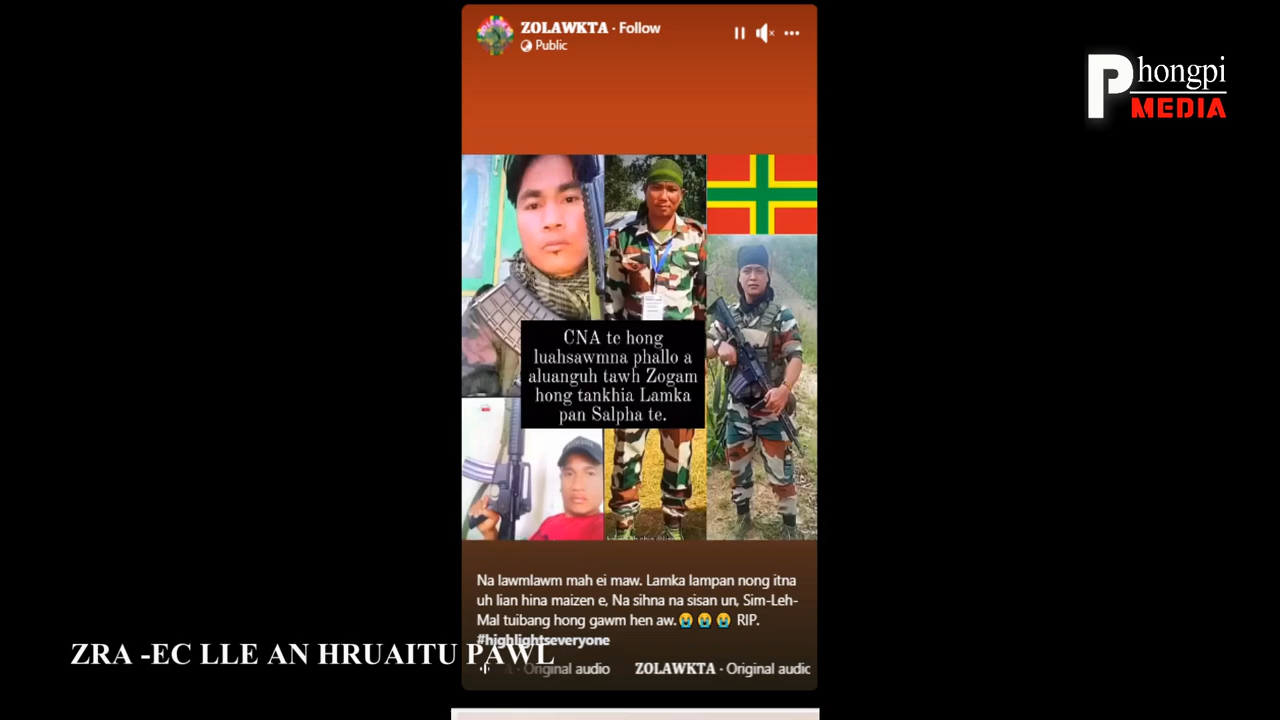 ZOLAWKTA · Follow
Public
Phongpi
MEDIA
CNA te hong
luahsawmna phallo a
aluanguh tawh Zogam
hong tankhia Lamka
pan Salpha te.
Na lawmlawm mah ei maw. Lamka lampan nong itna
uh lian hina maizen e, Na sihna na sisan un, Sim-Leh-
Mal tuibang hong gawm hen aw.😭😭😭 RIP.
#highlightseveryone
ZRA -EC LLE AN HRUAITU PAWL
Original audio ZOLAWKTA · Original audio